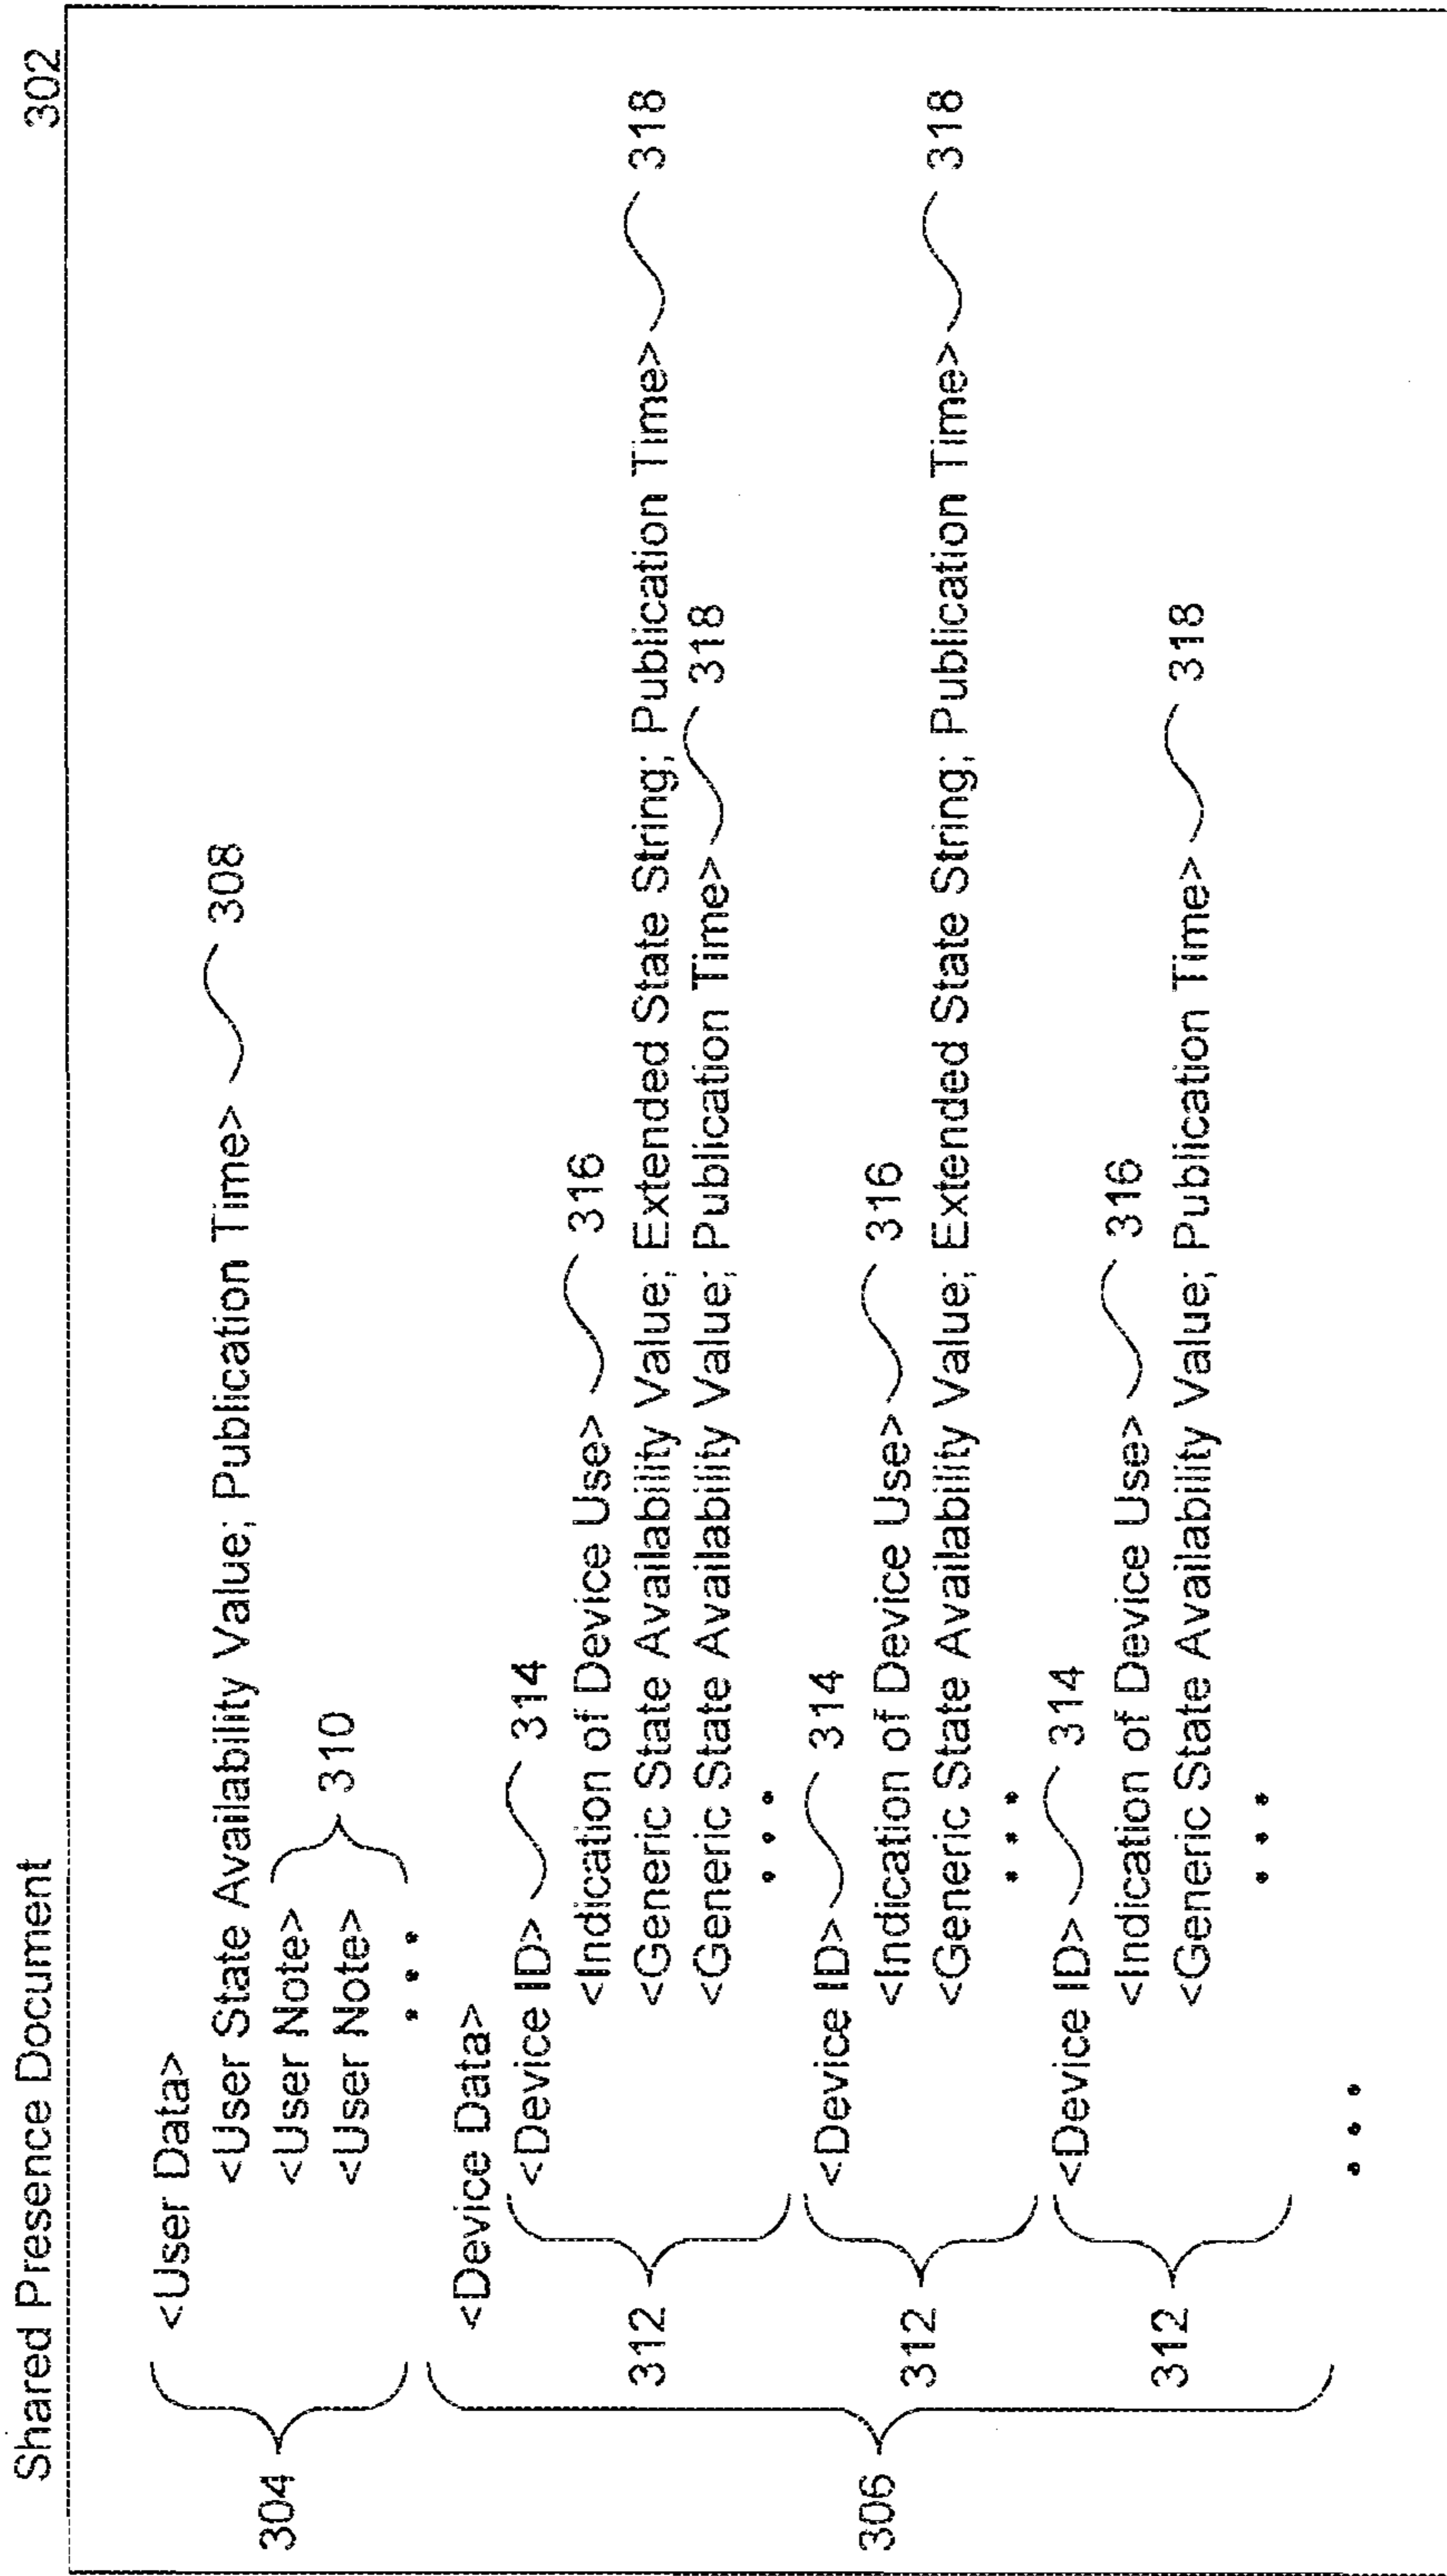 Shared Presence Document
302
<User Data>
<User State Availability Value; Publication Time> 308
<User Note>
<User Note>
310
• • •
304
<Device Data>
<Device ID> 314
<Indication of Device Use> 316
<Generic State Availability Value; Extended State String; Publication Time> 318
<Generic State Availability Value; Publication Time> 318
• • •
312
<Device ID> 314
<Indication of Device Use> 316
<Generic State Availability Value; Extended State String; Publication Time> 318
• • •
312
<Device ID> 314
<Indication of Device Use> 316
<Generic State Availability Value; Publication Time> 318
• • •
312
306
• • •